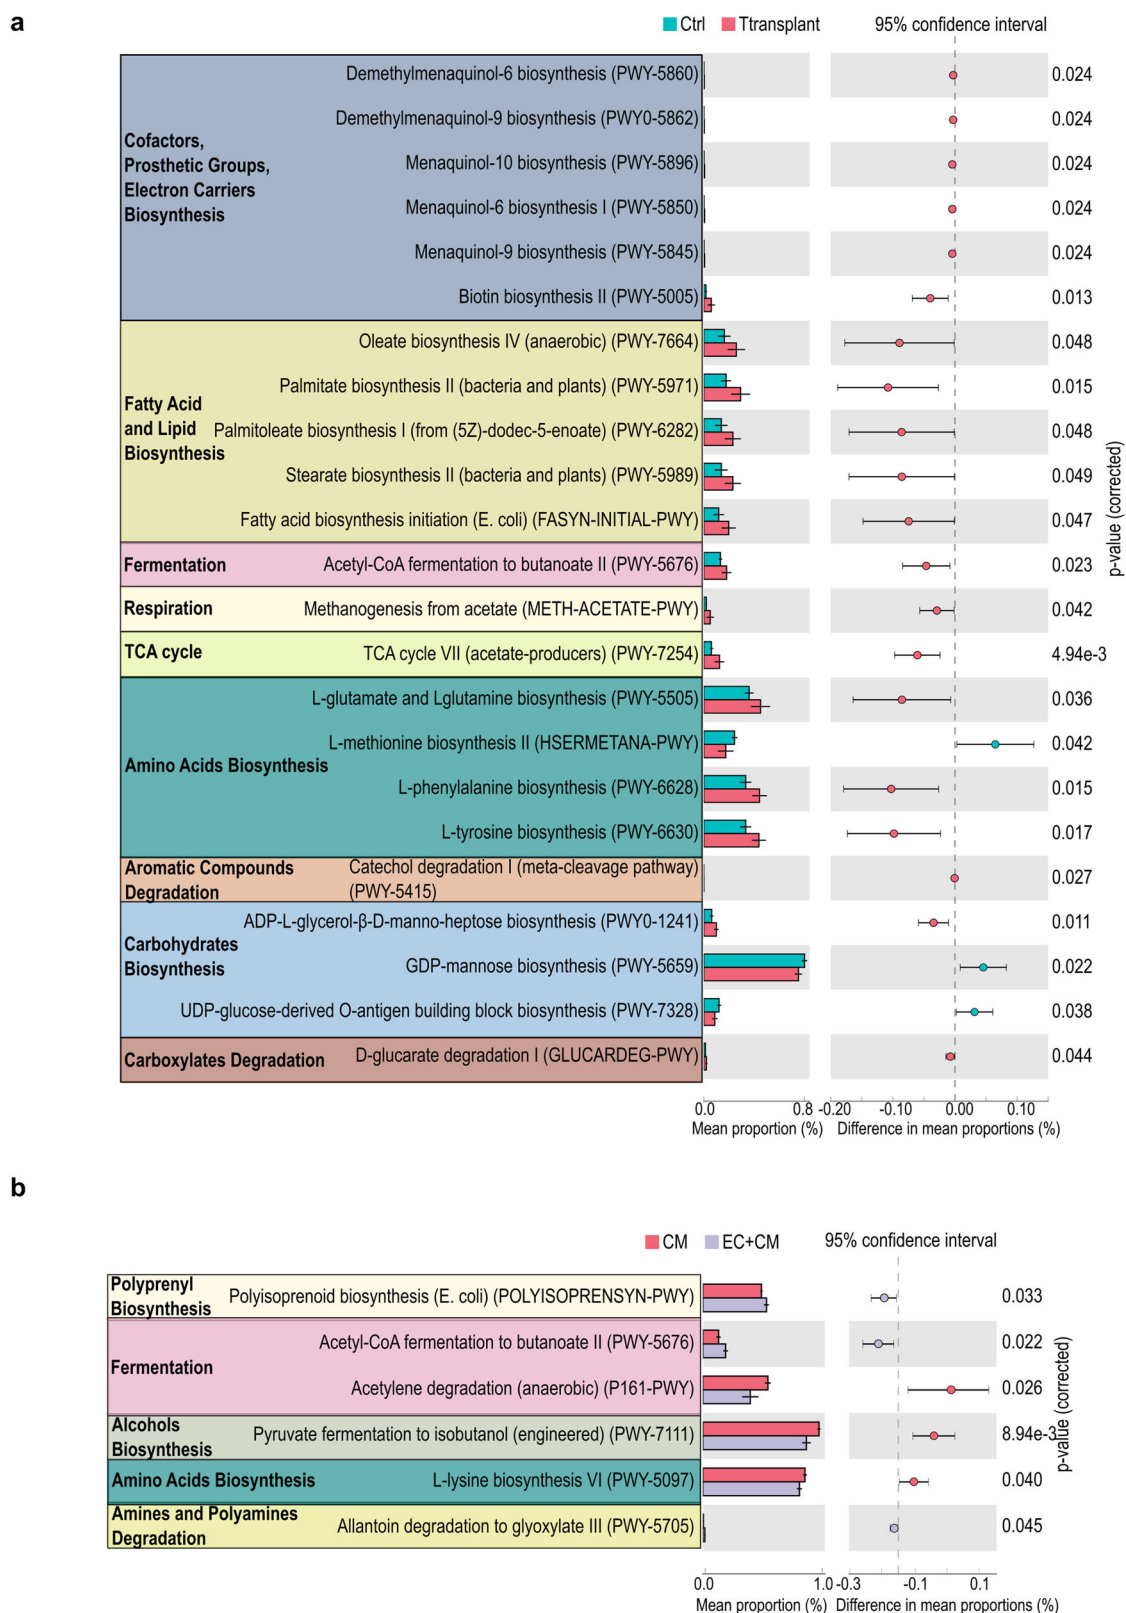 a
Ctrl Ttransplant 95% confidence interval
Cofactors,
Prosthetic Groups,
Electron Carriers
Biosynthesis
Demethylmenaquinol-6 biosynthesis (PWY-5860) 0.024
Demethylmenaquinol-9 biosynthesis (PWY0-5862) 0.024
Menaquinol-10 biosynthesis (PWY-5896) 0.024
Menaquinol-6 biosynthesis I (PWY-5850) 0.024
Menaquinol-9 biosynthesis (PWY-5845) 0.024
Biotin biosynthesis II (PWY-5005) 0.013
Fatty Acid
and Lipid
Biosynthesis
Oleate biosynthesis IV (anaerobic) (PWY-7664) 0.048
Palmitate biosynthesis II (bacteria and plants) (PWY-5971) 0.015
Palmitoleate biosynthesis I (from (5Z)-dodec-5-enoate) (PWY-6282) 0.048
Stearate biosynthesis II (bacteria and plants) (PWY-5989) 0.049
Fatty acid biosynthesis initiation (E. coli) (FASYN-INITIAL-PWY) 0.047
Fermentation Acetyl-CoA fermentation to butanoate II (PWY-5676) 0.023
Respiration Methanogenesis from acetate (METH-ACETATE-PWY) 0.042
TCA cycle TCA cycle VII (acetate-producers) (PWY-7254) 4.94e-3
Amino Acids Biosynthesis
L-glutamate and Lglutamine biosynthesis (PWY-5505) 0.036
L-methionine biosynthesis II (HSERMETANA-PWY) 0.042
L-phenylalanine biosynthesis (PWY-6628) 0.015
L-tyrosine biosynthesis (PWY-6630) 0.017
Aromatic Compounds
Degradation
Catechol degradation I (meta-cleavage pathway)
(PWY-5415) 0.027
Carbohydrates
Biosynthesis
ADP-L-glycerol-β-D-manno-heptose biosynthesis (PWY0-1241) 0.011
GDP-mannose biosynthesis (PWY-5659) 0.022
UDP-glucose-derived O-antigen building block biosynthesis (PWY-7328) 0.038
Carboxylates Degradation D-glucarate degradation I (GLUCARDEG-PWY) 0.044
p-value (corrected)
0.0 0.8 -0.20 -0.10 0.00 0.10
Mean proportion (%) Difference in mean proportions (%)
b
CM EC+CM 95% confidence interval
Polyprenyl
Biosynthesis
Polyisoprenoid biosynthesis (E. coli) (POLYISOPRENSYN-PWY) 0.033
Fermentation
Acetyl-CoA fermentation to butanoate II (PWY-5676) 0.022
Acetylene degradation (anaerobic) (P161-PWY) 0.026
Alcohols
Biosynthesis
Pyruvate fermentation to isobutanol (engineered) (PWY-7111) 8.94e-3
Amino Acids Biosynthesis L-lysine biosynthesis VI (PWY-5097) 0.040
Amines and Polyamines
Degradation
Allantoin degradation to glyoxylate III (PWY-5705) 0.045
p-value (corrected)
0.0 1.0 -0.3 -0.1 0.1
Mean proportion (%) Difference in mean proportions (%)